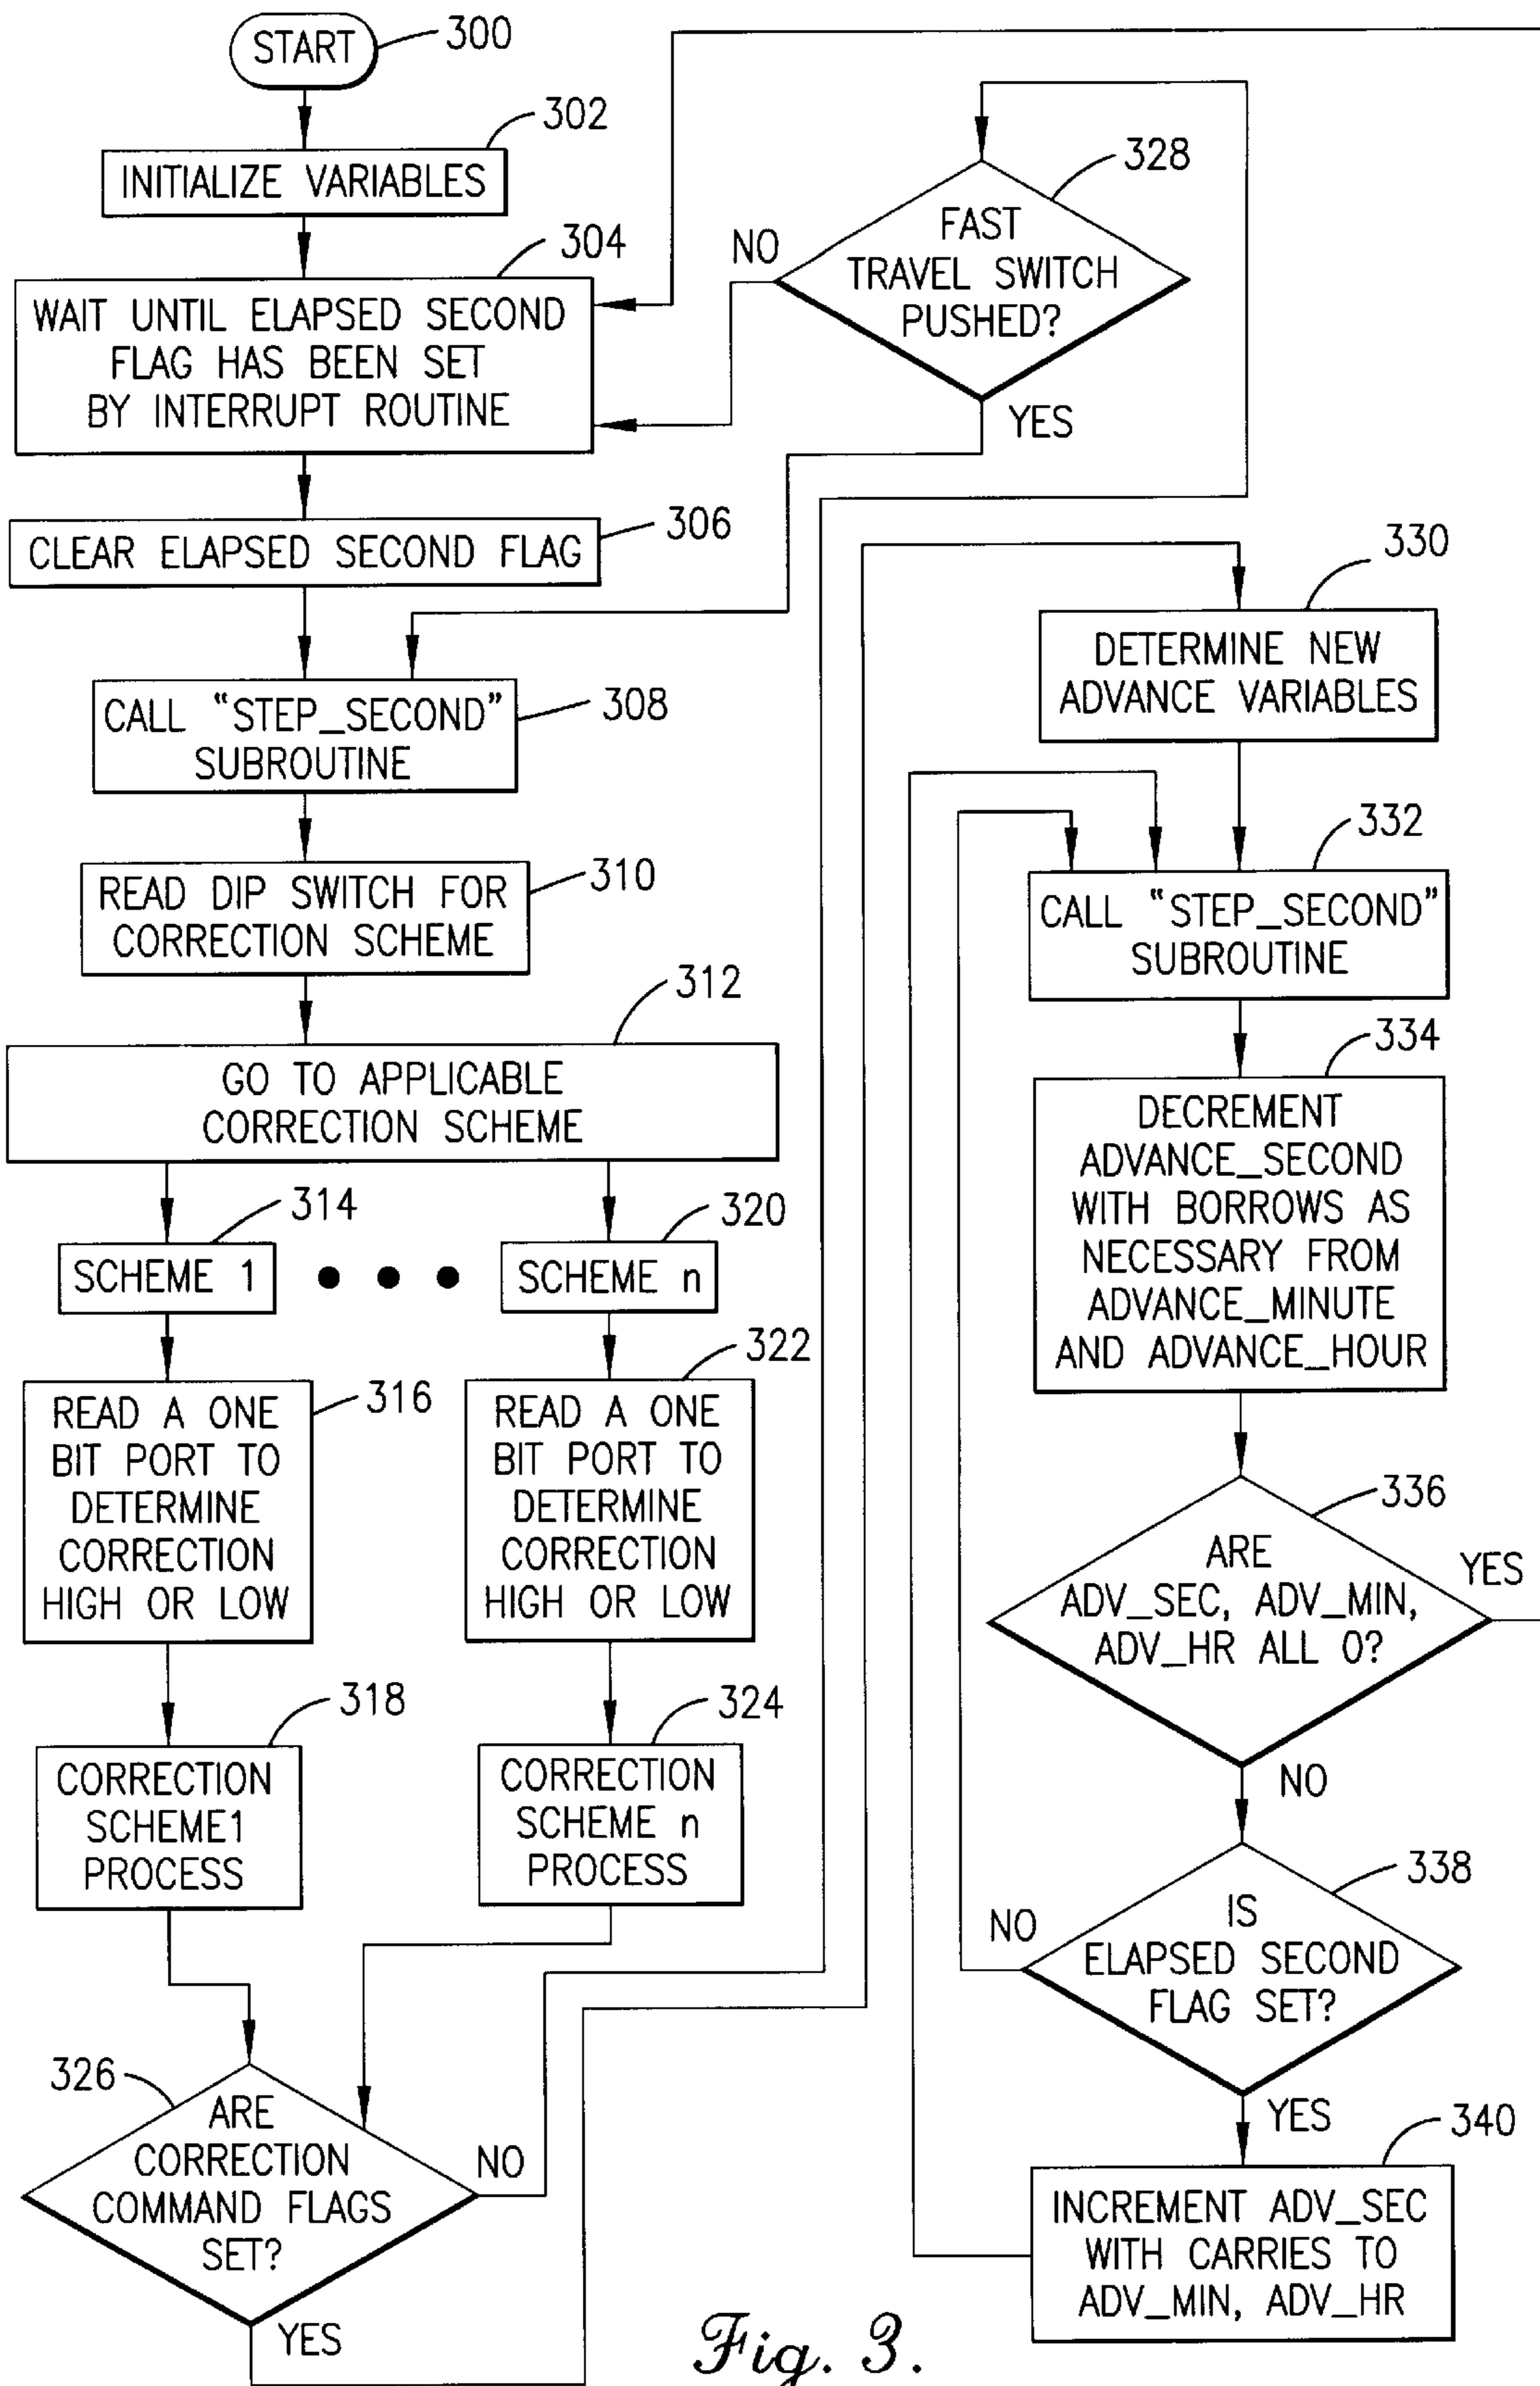 START
300
302
INITIALIZE VARIABLES
304
WAIT UNTIL ELAPSED SECOND
FLAG HAS BEEN SET
BY INTERRUPT ROUTINE
306
CLEAR ELAPSED SECOND FLAG
CALL "STEP_SECOND"
SUBROUTINE
308
READ DIP SWITCH FOR
CORRECTION SCHEME
310
312
GO TO APPLICABLE
CORRECTION SCHEME
314
SCHEME 1
320
SCHEME n
READ A ONE
BIT PORT TO
DETERMINE
CORRECTION
HIGH OR LOW
316
322
READ A ONE
BIT PORT TO
DETERMINE
CORRECTION
HIGH OR LOW
318
CORRECTION
SCHEME1
PROCESS
324
CORRECTION
SCHEME n
PROCESS
326
ARE
CORRECTION
COMMAND FLAGS
SET?
NO
YES
328
FAST
TRAVEL SWITCH
PUSHED?
NO
YES
330
DETERMINE NEW
ADVANCE VARIABLES
332
CALL "STEP_SECOND"
SUBROUTINE
334
DECREMENT
ADVANCE_SECOND
WITH BORROWS AS
NECESSARY FROM
ADVANCE_MINUTE
AND ADVANCE_HOUR
336
ARE
ADV_SEC, ADV_MIN,
ADV_HR ALL 0?
YES
NO
338
IS
ELAPSED SECOND
FLAG SET?
NO
YES
340
INCREMENT ADV_SEC
WITH CARRIES TO
ADV_MIN, ADV_HR
Fig. 3.